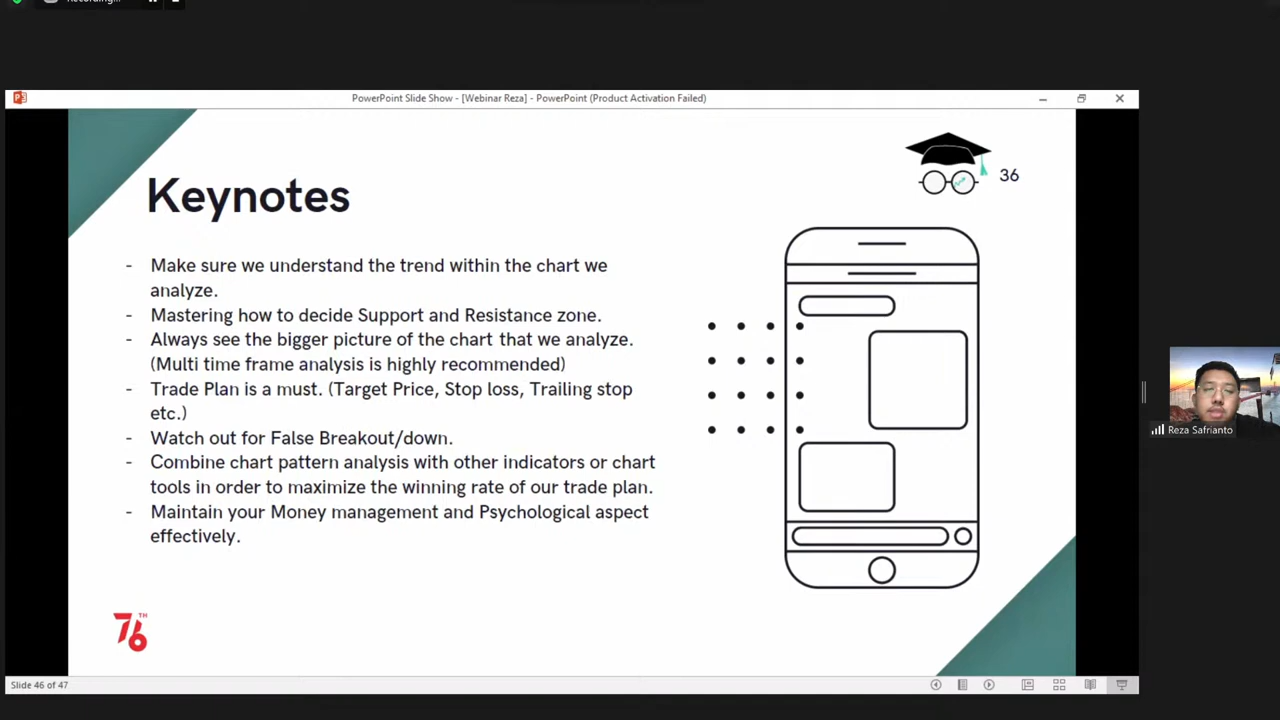 Recording...
PowerPoint Slide Show - [Webinar Reza] - PowerPoint (Product Activation Failed)
36
Keynotes
- Make sure we understand the trend within the chart we
analyze.
- Mastering how to decide Support and Resistance zone.
- Always see the bigger picture of the chart that we analyze.
(Multi time frame analysis is highly recommended)
- Trade Plan is a must. (Target Price, Stop loss, Trailing stop
etc.)
- Watch out for False Breakout/down.
- Combine chart pattern analysis with other indicators or chart
tools in order to maximize the winning rate of our trade plan.
- Maintain your Money management and Psychological aspect
effectively.
Reza Safrianto
76TH
Slide 46 of 47